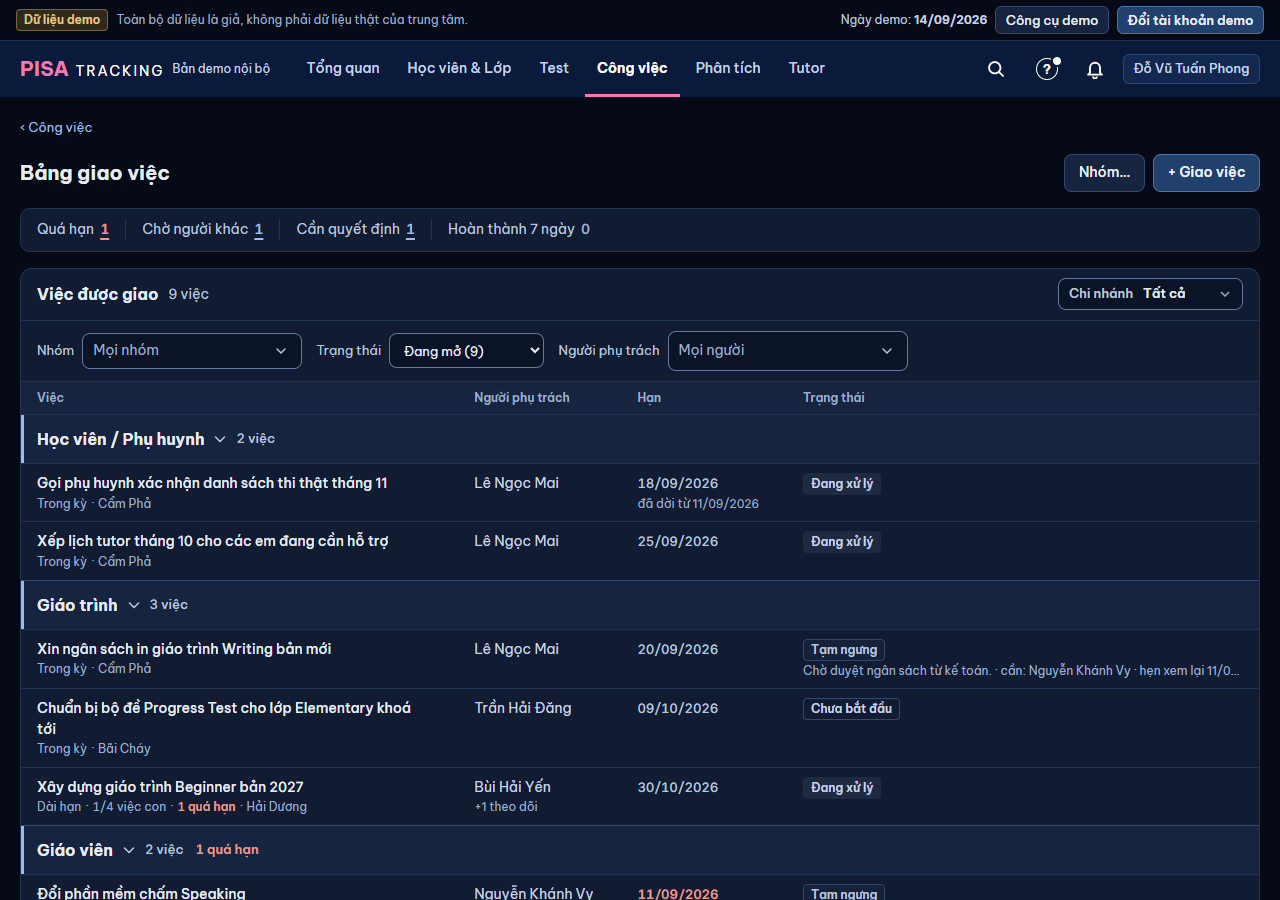 Dữ liệu demo Toàn bộ dữ liệu là giả, không phải dữ liệu thật của trung tâm. Ngày demo: 14/09/2026 Công cụ demo Đổi tài khoản demo
PISA TRACKING Bản demo nội bộ Tổng quan Học viên & Lớp Test Công việc Phân tích Tutor ? Đỗ Vũ Tuấn Phong
‹ Công việc
Bảng giao việc Nhóm... + Giao việc
Quá hạn 1 Chờ người khác 1 Cần quyết định 1 Hoàn thành 7 ngày 0
Việc được giao 9 việc Chi nhánh Tất cả
Nhóm Mọi nhóm Trạng thái Đang mở (9) Người phụ trách Mọi người
Việc Người phụ trách Hạn Trạng thái
Học viên / Phụ huynh 2 việc
Gọi phụ huynh xác nhận danh sách thi thật tháng 11 Lê Ngọc Mai 18/09/2026 Đang xử lý
Trong kỳ · Cẩm Phả đã dời từ 11/09/2026
Xếp lịch tutor tháng 10 cho các em đang cần hỗ trợ Lê Ngọc Mai 25/09/2026 Đang xử lý
Trong kỳ · Cẩm Phả
Giáo trình 3 việc
Xin ngân sách in giáo trình Writing bản mới Lê Ngọc Mai 20/09/2026 Tạm ngưng
Trong kỳ · Cẩm Phả Chờ duyệt ngân sách từ kế toán. · cần: Nguyễn Khánh Vy · hẹn xem lại 11/0...
Chuẩn bị bộ đề Progress Test cho lớp Elementary khoá Trần Hải Đăng 09/10/2026 Chưa bắt đầu
tới
Trong kỳ · Bãi Cháy
Xây dựng giáo trình Beginner bản 2027 Bùi Hải Yến 30/10/2026 Đang xử lý
Dài hạn · 1/4 việc con · 1 quá hạn · Hải Dương +1 theo dõi
Giáo viên 2 việc 1 quá hạn
Đổi phần mềm chấm Speaking Nguyễn Khánh Vy 11/09/2026 Tạm ngưng